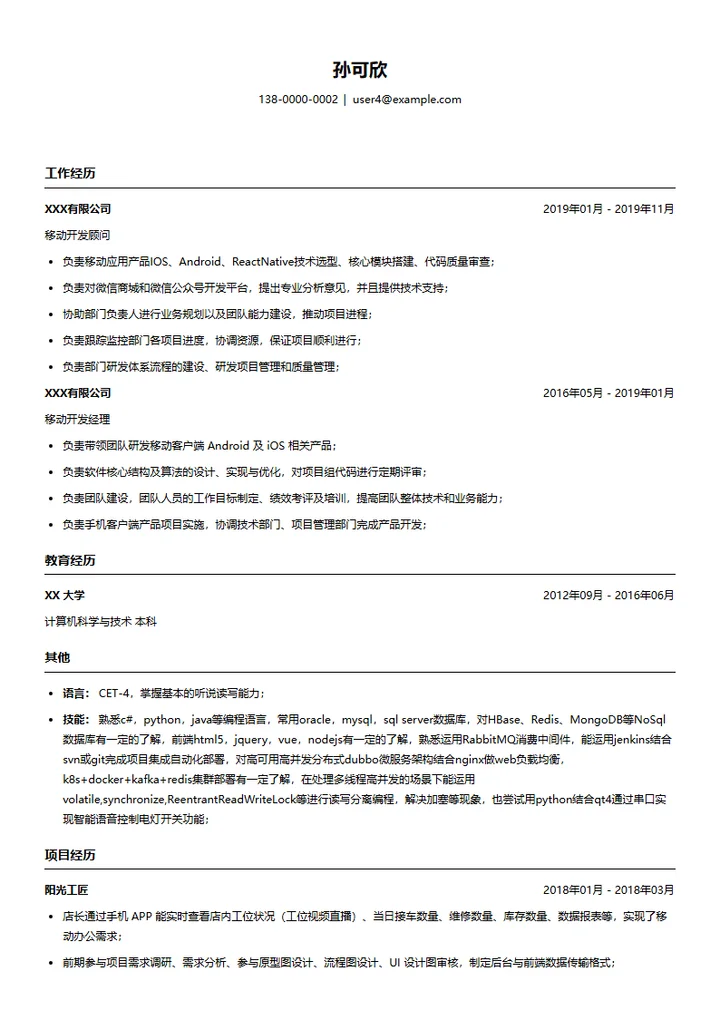 孙可欣
138-0000-0002 | user4@example.com
工作经历
XXX有限公司 2019年01月 - 2019年11月
移动开发顾问
• 负责移动应用产品IOS、Android、ReactNative技术选型、核心模块搭建、代码质量审查；
• 负责对微信商城和微信公众号开发平台，提出专业分析意见，并且提供技术支持；
• 协助部门负责人进行业务规划以及团队能力建设，推动项目进程；
• 负责跟踪监控部门各项目进度，协调资源，保证项目顺利进行；
• 负责部门研发体系流程的建设、研发项目管理和质量管理；
XXX有限公司 2016年05月 - 2019年01月
移动开发经理
• 负责带领团队研发移动客户端 Android 及 iOS 相关产品；
• 负责软件核心结构及算法的设计、实现与优化，对项目组代码进行定期评审；
• 负责团队建设，团队人员的工作目标制定、绩效考评及培训，提高团队整体技术和业务能力；
• 负责手机客户端产品项目实施，协调技术部门、项目管理部门完成产品开发；
教育经历
XX 大学 2012年09月 - 2016年06月
计算机科学与技术 本科
其他
• 语言： CET-4，掌握基本的听说读写能力；
• 技能： 熟悉c#，python，java等编程语言，常用oracle，mysql，sql server数据库，对HBase、Redis、MongoDB等NoSql
数据库有一定的了解，前端html5，jquery，vue，nodejs有一定的了解，熟悉运用RabbitMQ消费中间件，能运用jenkins结合
svn或git完成项目集成自动化部署，对高可用高并发分布式dubbo微服务架构结合nginx做web负载均衡，
k8s+docker+kafka+redis集群部署有一定了解，在处理多线程高并发的场景下能运用
volatile,synchronize,ReentrantReadWriteLock等进行读写分离编程，解决加塞等现象，也尝试用python结合qt4通过串口实
现智能语音控制电灯开关功能；
项目经历
阳光工匠 2018年01月 - 2018年03月
• 店长通过手机 APP 能实时查看店内工位状况（工位视频直播）、当日接车数量、维修数量、库存数量、数据报表等，实现了移
动办公需求；
• 前期参与项目需求调研、需求分析、参与原型图设计、流程图设计、UI 设计图审核，制定后台与前端数据传输格式；